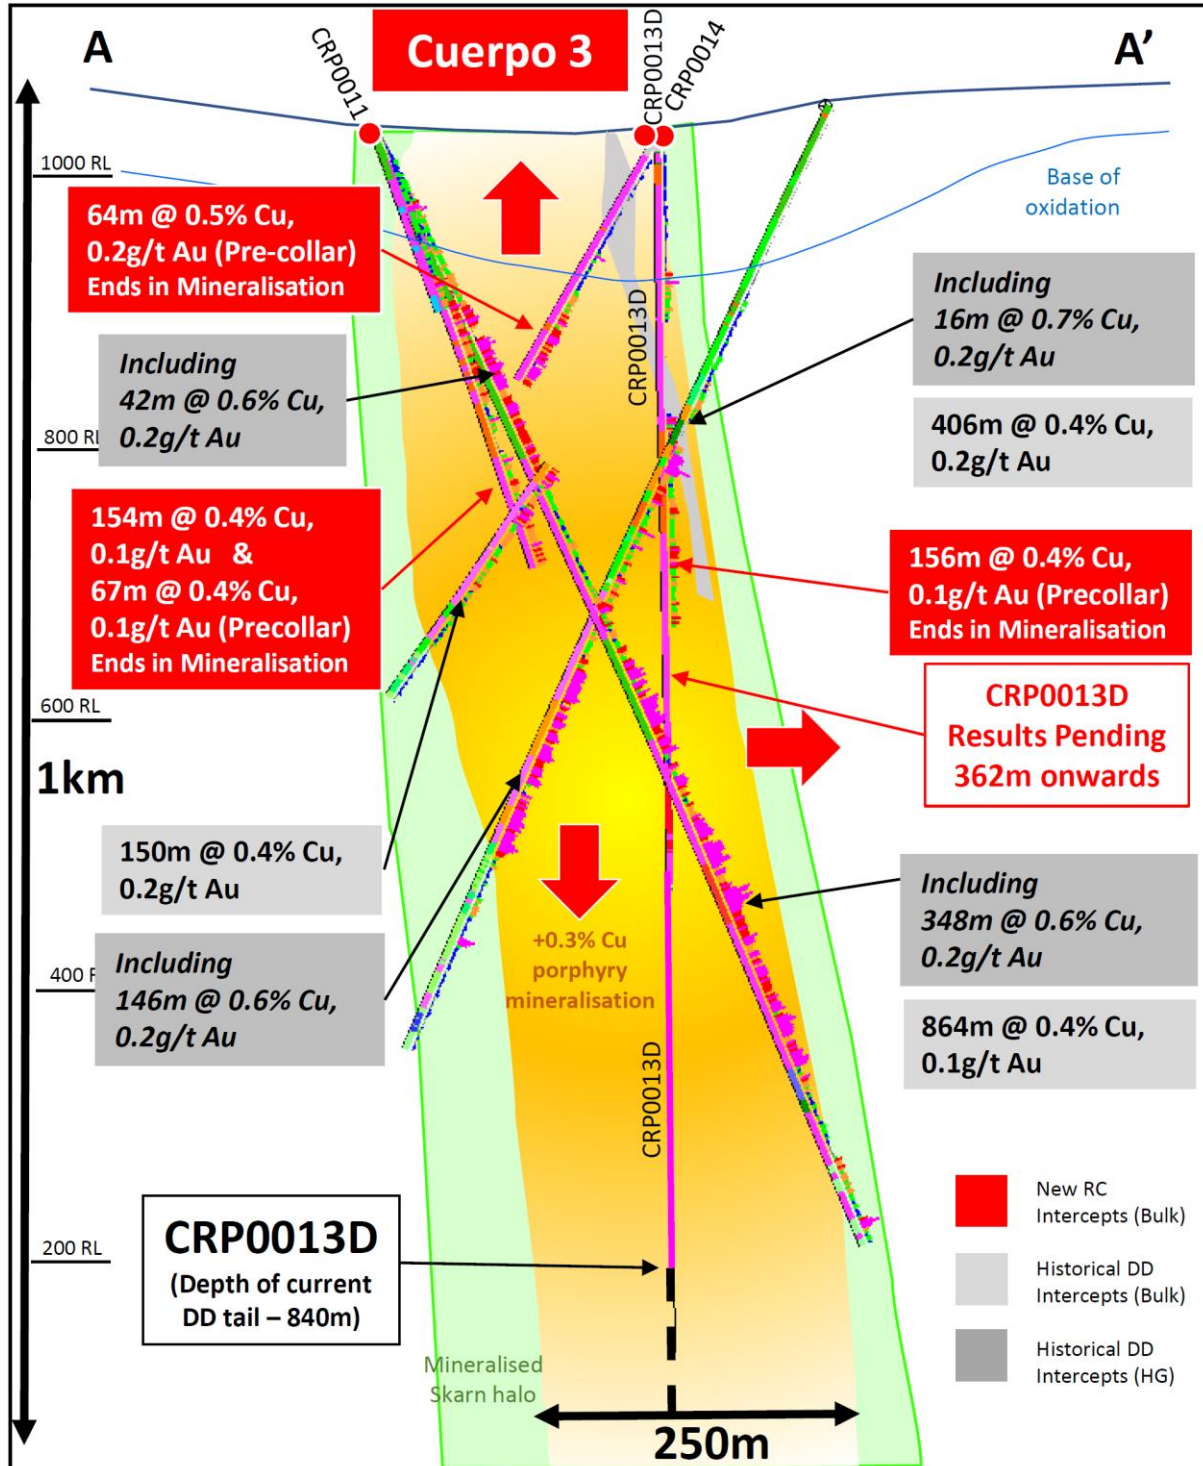 A
Cuerpo 3
A'
CRP0011
CRP0013D
CRP0014
1000 RL
64m @ 0.5% Cu,
0.2g/t Au (Pre-collar)
Ends in Mineralisation
Base of
oxidation
Including
16m @ 0.7% Cu,
0.2g/t Au
Including
42m @ 0.6% Cu,
0.2g/t Au
CRP0013D
406m @ 0.4% Cu,
0.2g/t Au
800 RL
154m @ 0.4% Cu,
0.1g/t Au &
67m @ 0.4% Cu,
0.1g/t Au (Precollar)
Ends in Mineralisation
156m @ 0.4% Cu,
0.1g/t Au (Precollar)
Ends in Mineralisation
600 RL
CRP0013D
Results Pending
362m onwards
1km
150m @ 0.4% Cu,
0.2g/t Au
Including
348m @ 0.6% Cu,
0.2g/t Au
+0.3% Cu
porphyry
mineralisation
400 R
Including
146m @ 0.6% Cu,
0.2g/t Au
864m @ 0.4% Cu,
0.1g/t Au
CRP0013D
200 RL
CRP0013D
(Depth of current
DD tail – 840m)
New RC
Intercepts (Bulk)
Historical DD
Intercepts (Bulk)
Historical DD
Intercepts (HG)
Mineralised
Skarn halo
250m